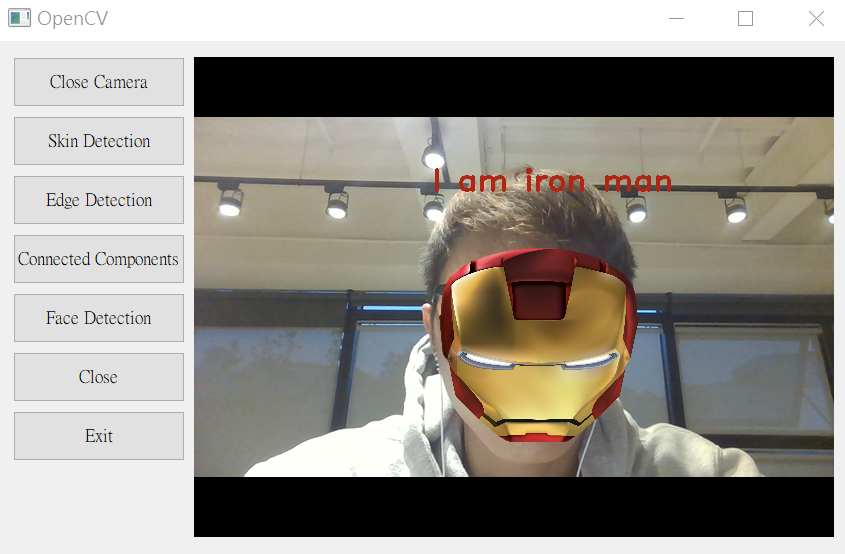 OpenCV
Close Camera
Skin Detection
Edge Detection
Connected Components
Face Detection
Close
Exit
I am iron man